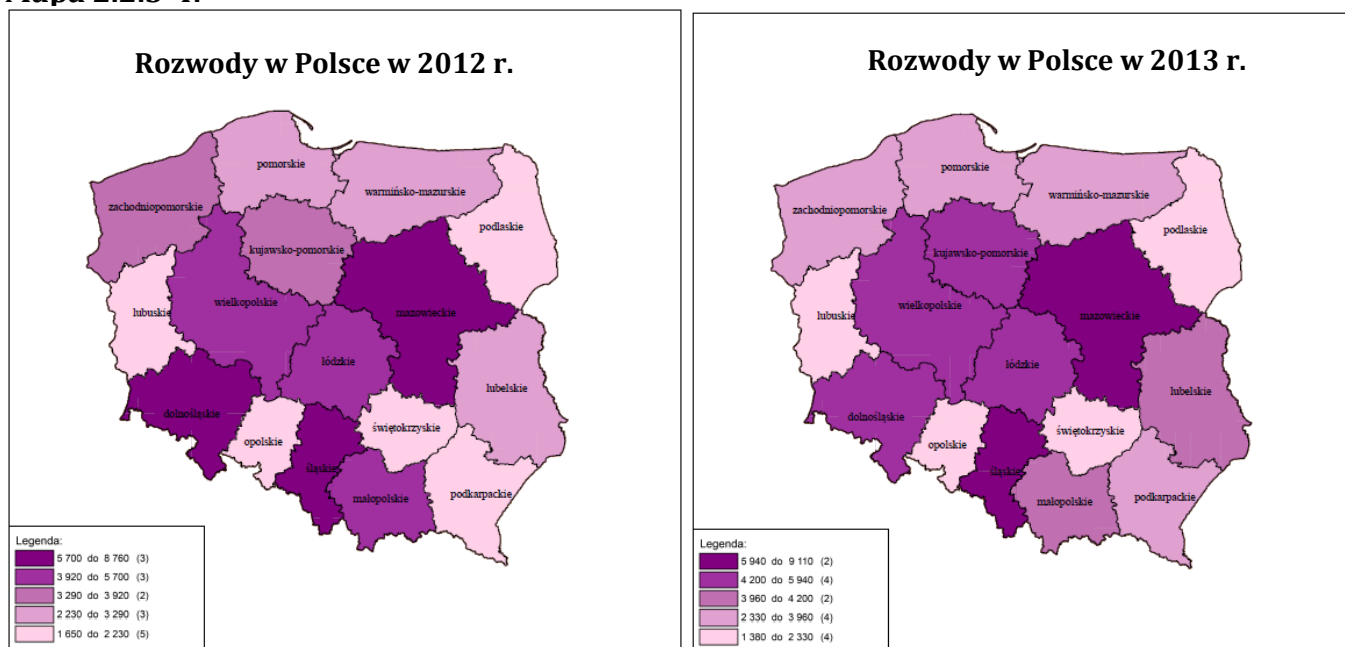 Rozwody w Polsce w 2012 r.
pomorskie
warmińsko-mazurskie
zachodniopomorskie
podlaskie
kujawsko-pomorskie
wielkopolskie
mazowieckie
lubuskie
łódzkie
lubelskie
dolnośląskie
świętokrzyskie
opolskie
śląskie
małopolskie
podkarpackie
Legenda:
5 700 do 8 760 (3)
3 920 do 5 700 (3)
3 290 do 3 920 (2)
2 230 do 3 290 (3)
1 650 do 2 230 (5)
Rozwody w Polsce w 2013 r.
pomorskie
warmińsko-mazurskie
zachodniopomorskie
podlaskie
kujawsko-pomorskie
wielkopolskie
mazowieckie
lubuskie
łódzkie
lubelskie
dolnośląskie
świętokrzyskie
opolskie
śląskie
małopolskie
podkarpackie
Legenda:
5 940 do 9 110 (2)
4 200 do 5 940 (4)
3 960 do 4 200 (2)
2 330 do 3 960 (4)
1 380 do 2 330 (4)